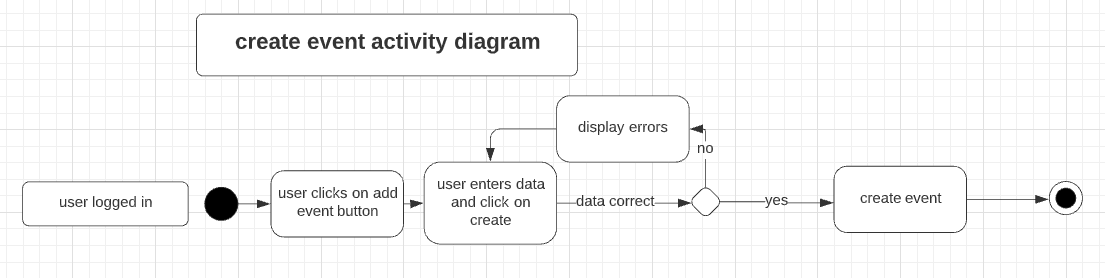 create event activity diagram
display errors
no
user logged in
user clicks on add
event button
user enters data
and click on
create
data correct
yes
create event